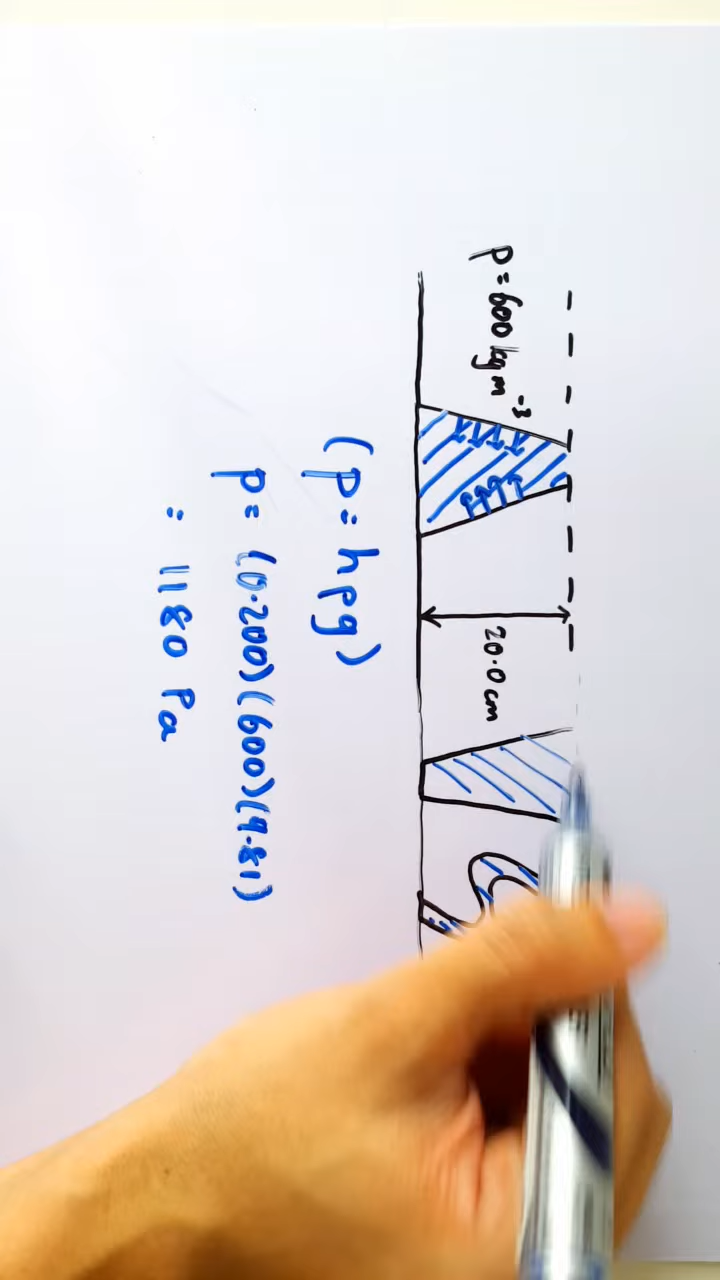 ρ = 600 kg m⁻³
20.0 cm
(p = hρg)
p = (0.200)(600)(9.81)
= 1180 Pa